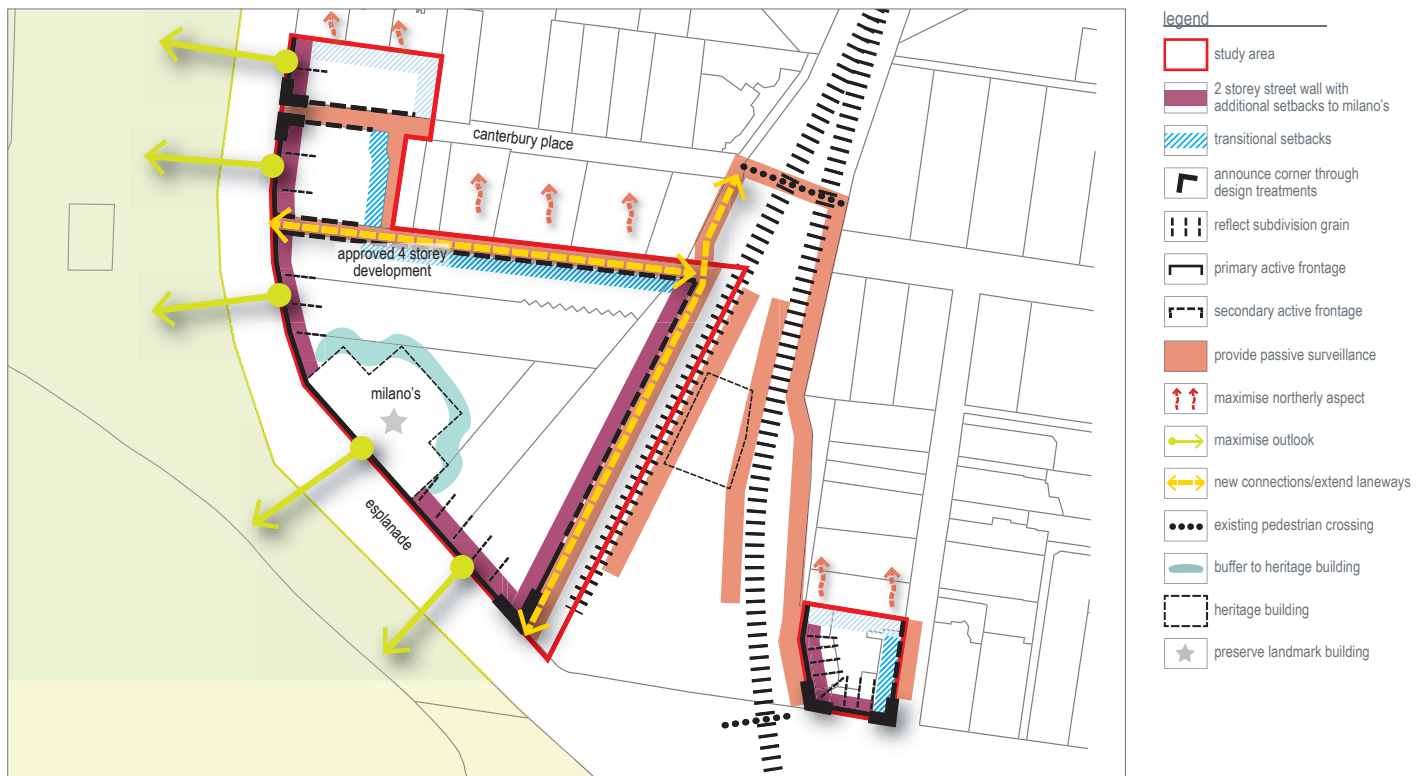 canterbury place
approved 4 storey
development
milano's
esplanade
legend
study area
2 storey street wall with
additional setbacks to milano's
transitional setbacks
announce corner through
design treatments
reflect subdivision grain
primary active frontage
secondary active frontage
provide passive surveillance
maximise northerly aspect
maximise outlook
new connections/extend laneways
existing pedestrian crossing
buffer to heritage building
heritage building
preserve landmark building